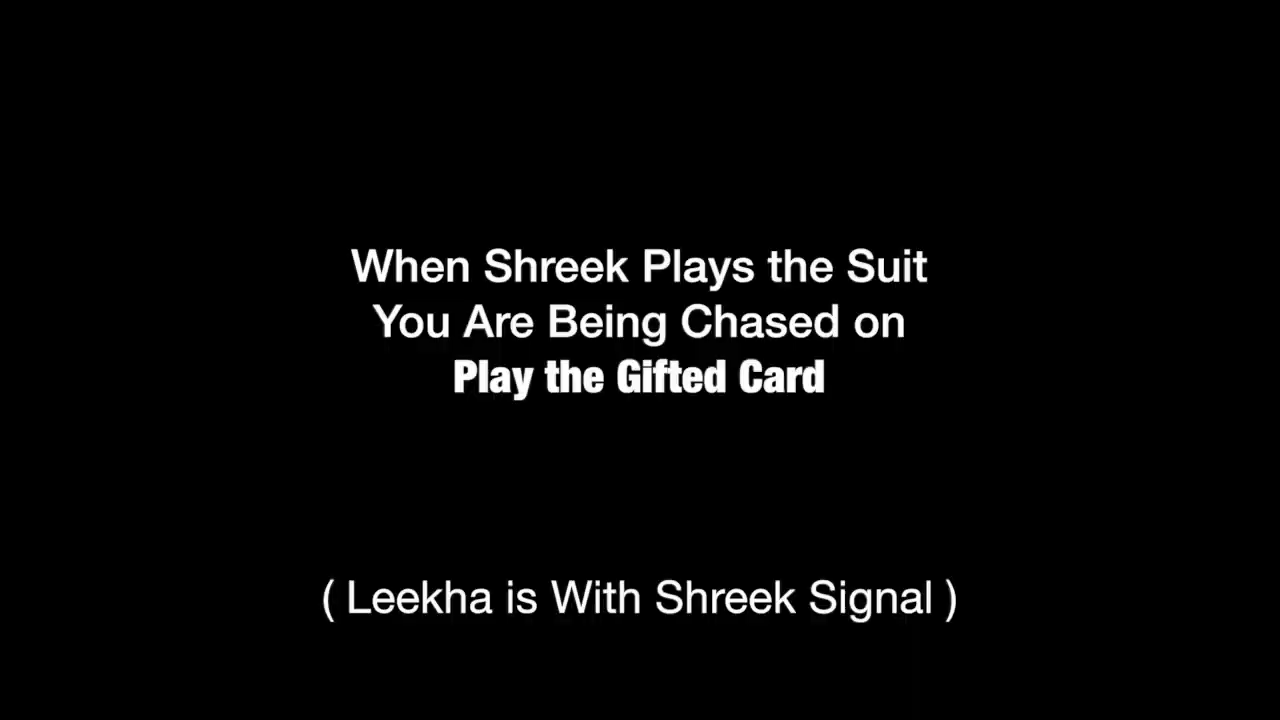 When Shreek Plays the Suit
You Are Being Chased on
Play the Gifted Card
( Leekha is With Shreek Signal )